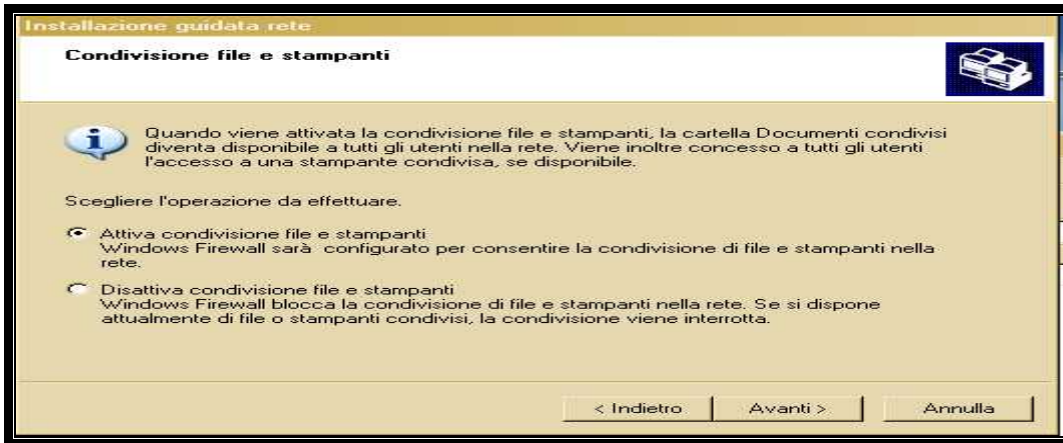 Installazione guidata rete
Condivisione file e stampanti
Quando viene attivata la condivisione file e stampanti, la cartella Documenti condivisi
diventa disponibile a tutti gli utenti nella rete. Viene inoltre concesso a tutti gli utenti
l'accesso a una stampante condivisa, se disponibile.
Scegliere l'operazione da effettuare.
Attiva condivisione file e stampanti
Windows Firewall sarà configurato per consentire la condivisione di file e stampanti nella
rete.
Disattiva condivisione file e stampanti
Windows Firewall blocca la condivisione di file e stampanti nella rete. Se si dispone
attualmente di file o stampanti condivisi, la condivisione viene interrotta.
< Indietro
Avanti >
Annulla